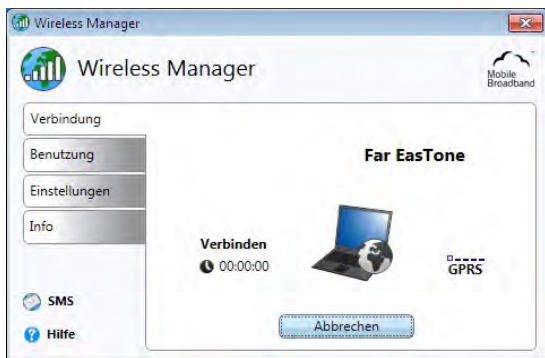 Wireless Manager
Wireless Manager
Mobile
Broadband
Verbindung
Benutzung
Einstellungen
Info
Far EasTone
Verbinden
00:00:00
GPRS
SMS
Hilfe
Abbrechen